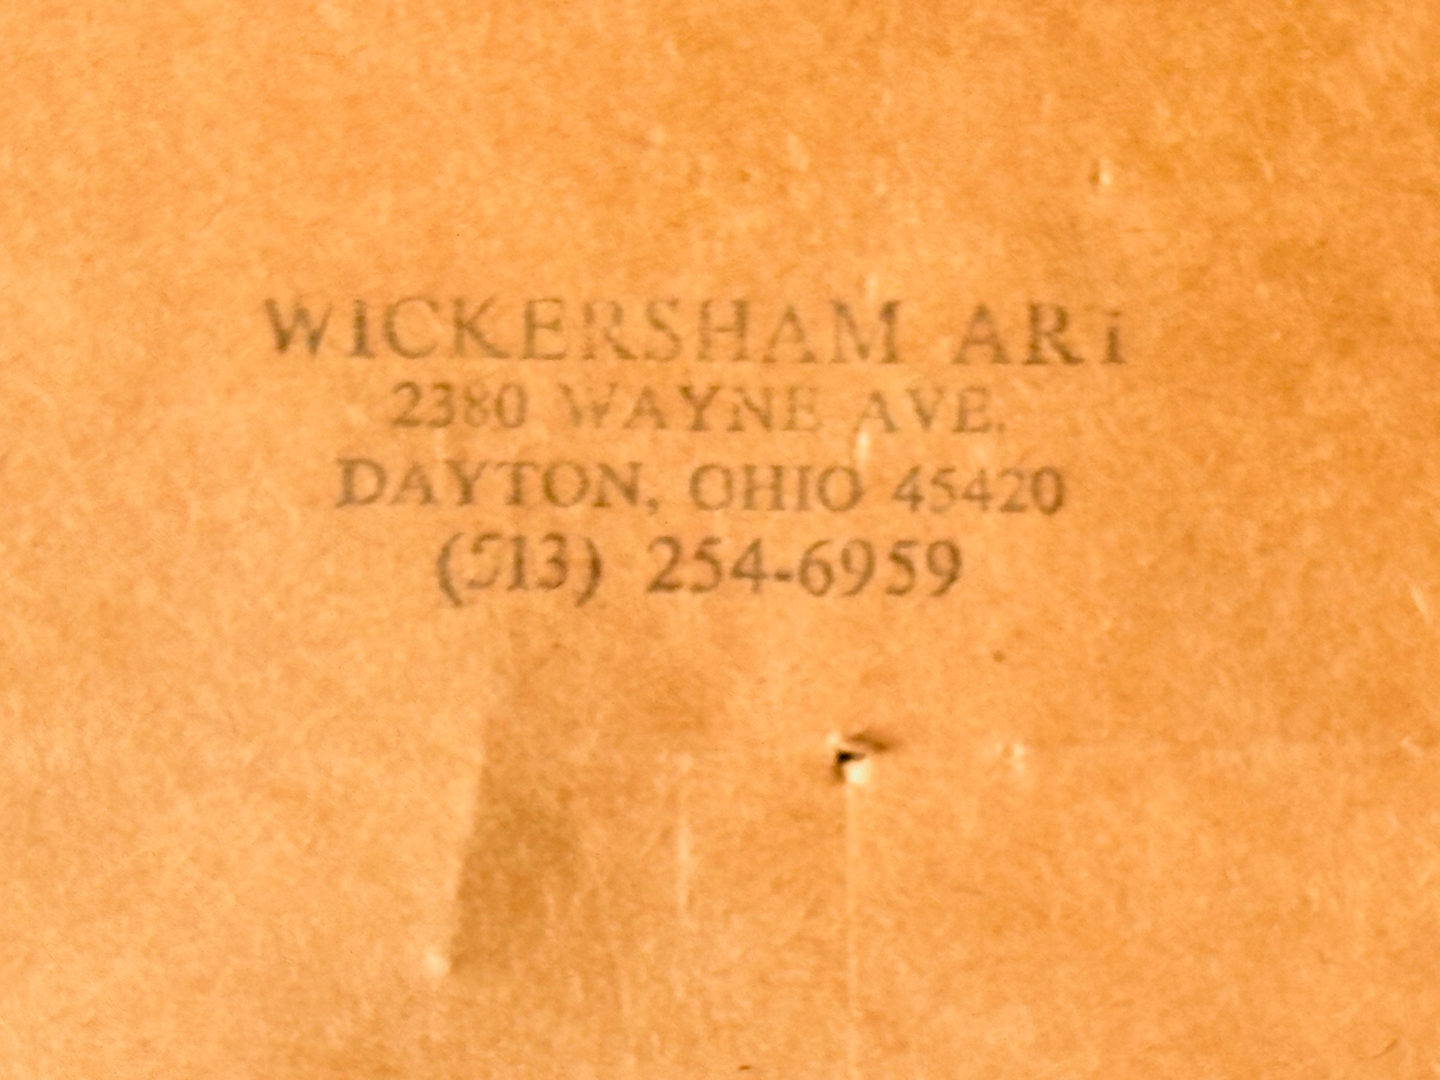 WICKERSHAM ART
2380 WAYNE AVE.
DAYTON, OHIO 45420
(513) 254-6959